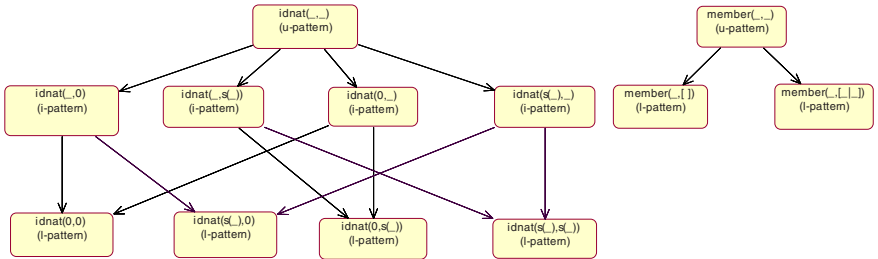 idnat(_,_)
(u-pattern)
member(_,_)
(u-pattern)
idnat(_,0)
(i-pattern)
idnat(_,s(_))
(i-pattern)
idnat(0,_)
(i-pattern)
idnat(s(_),_)
(i-pattern)
member(_,[ ])
(l-pattern)
member(_,[_|_])
(l-pattern)
idnat(0,0)
(l-pattern)
idnat(s(_),0)
(l-pattern)
idnat(0,s(_))
(l-pattern)
idnat(s(_),s(_))
(l-pattern)